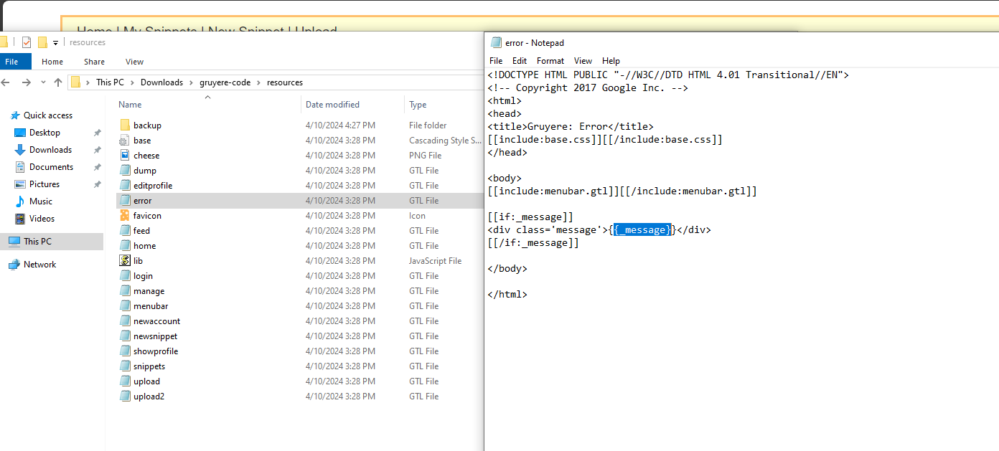 Home | My Snippets | New Snippet | Upload
resources
File Home Share View
This PC Downloads gruyere-code resources
Name Date modified Type
Quick access
Desktop
Downloads
Documents
Pictures
Music
Videos
This PC
Network
backup 4/10/2024 4:27 PM File folder
base 4/10/2024 3:28 PM Cascading Style S...
cheese 4/10/2024 3:28 PM PNG File
dump 4/10/2024 3:28 PM GTL File
editprofile 4/10/2024 3:28 PM GTL File
error 4/10/2024 3:28 PM GTL File
favicon 4/10/2024 3:28 PM Icon
feed 4/10/2024 3:28 PM GTL File
home 4/10/2024 3:28 PM GTL File
lib 4/10/2024 3:28 PM JavaScript File
login 4/10/2024 3:28 PM GTL File
manage 4/10/2024 3:28 PM GTL File
menubar 4/10/2024 3:28 PM GTL File
newaccount 4/10/2024 3:28 PM GTL File
newsnippet 4/10/2024 3:28 PM GTL File
showprofile 4/10/2024 3:28 PM GTL File
snippets 4/10/2024 3:28 PM GTL File
upload 4/10/2024 3:28 PM GTL File
upload2 4/10/2024 3:28 PM GTL File
error - Notepad
File Edit Format View Help
<!DOCTYPE HTML PUBLIC "-//W3C//DTD HTML 4.01 Transitional//EN">
<!-- Copyright 2017 Google Inc. -->
<html>
<head>
<title>Gruyere: Error</title>
[[include:base.css]][[/include:base.css]]
</head>
<body>
[[include:menubar.gtl]][[/include:menubar.gtl]]
[[if:_message]]
<div class='message'>{{_message}}</div>
[[/if:_message]]
</body>
</html>